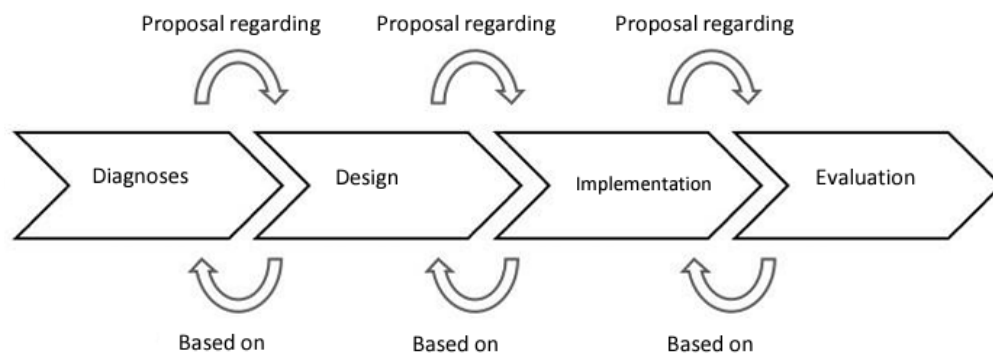 Proposal regarding
Proposal regarding
Proposal regarding
Diagnoses
Design
Implementation
Evaluation
Based on
Based on
Based on